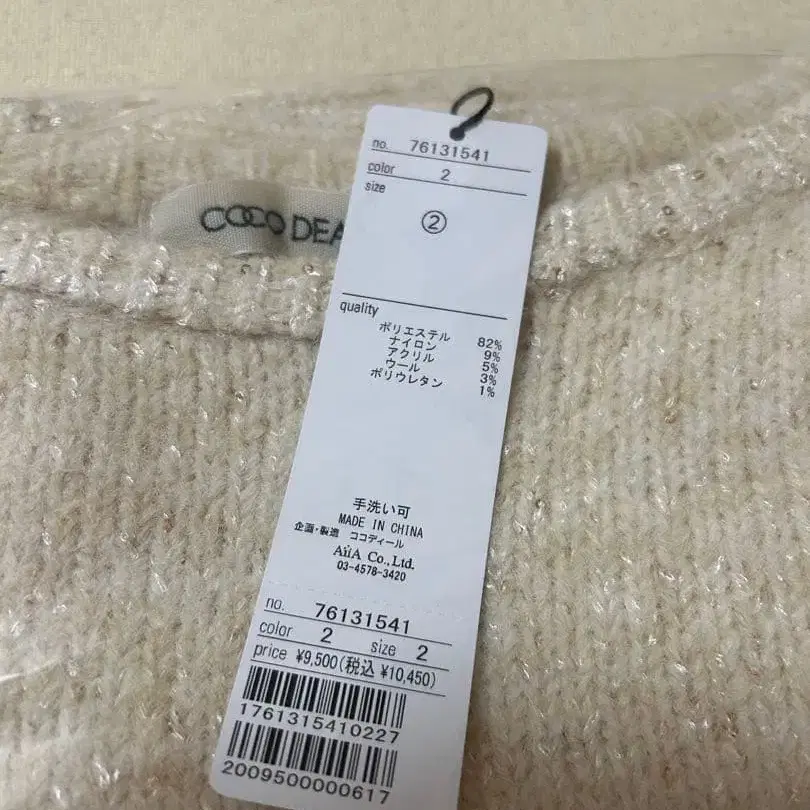 COCO DEA
no. 76131541
color 2
size
②
quality
ポリエステル 82%
ナイロン 9%
アクリル 5%
ウール 3%
ポリウレタン 1%
手洗い可
MADE IN CHINA
企画・製造 ココディール
AüA Co.,Ltd.
03-4578-3420
no. 76131541
color 2 size 2
price ¥9,500(税込 ¥10,450)
1761315410227
2009500000617